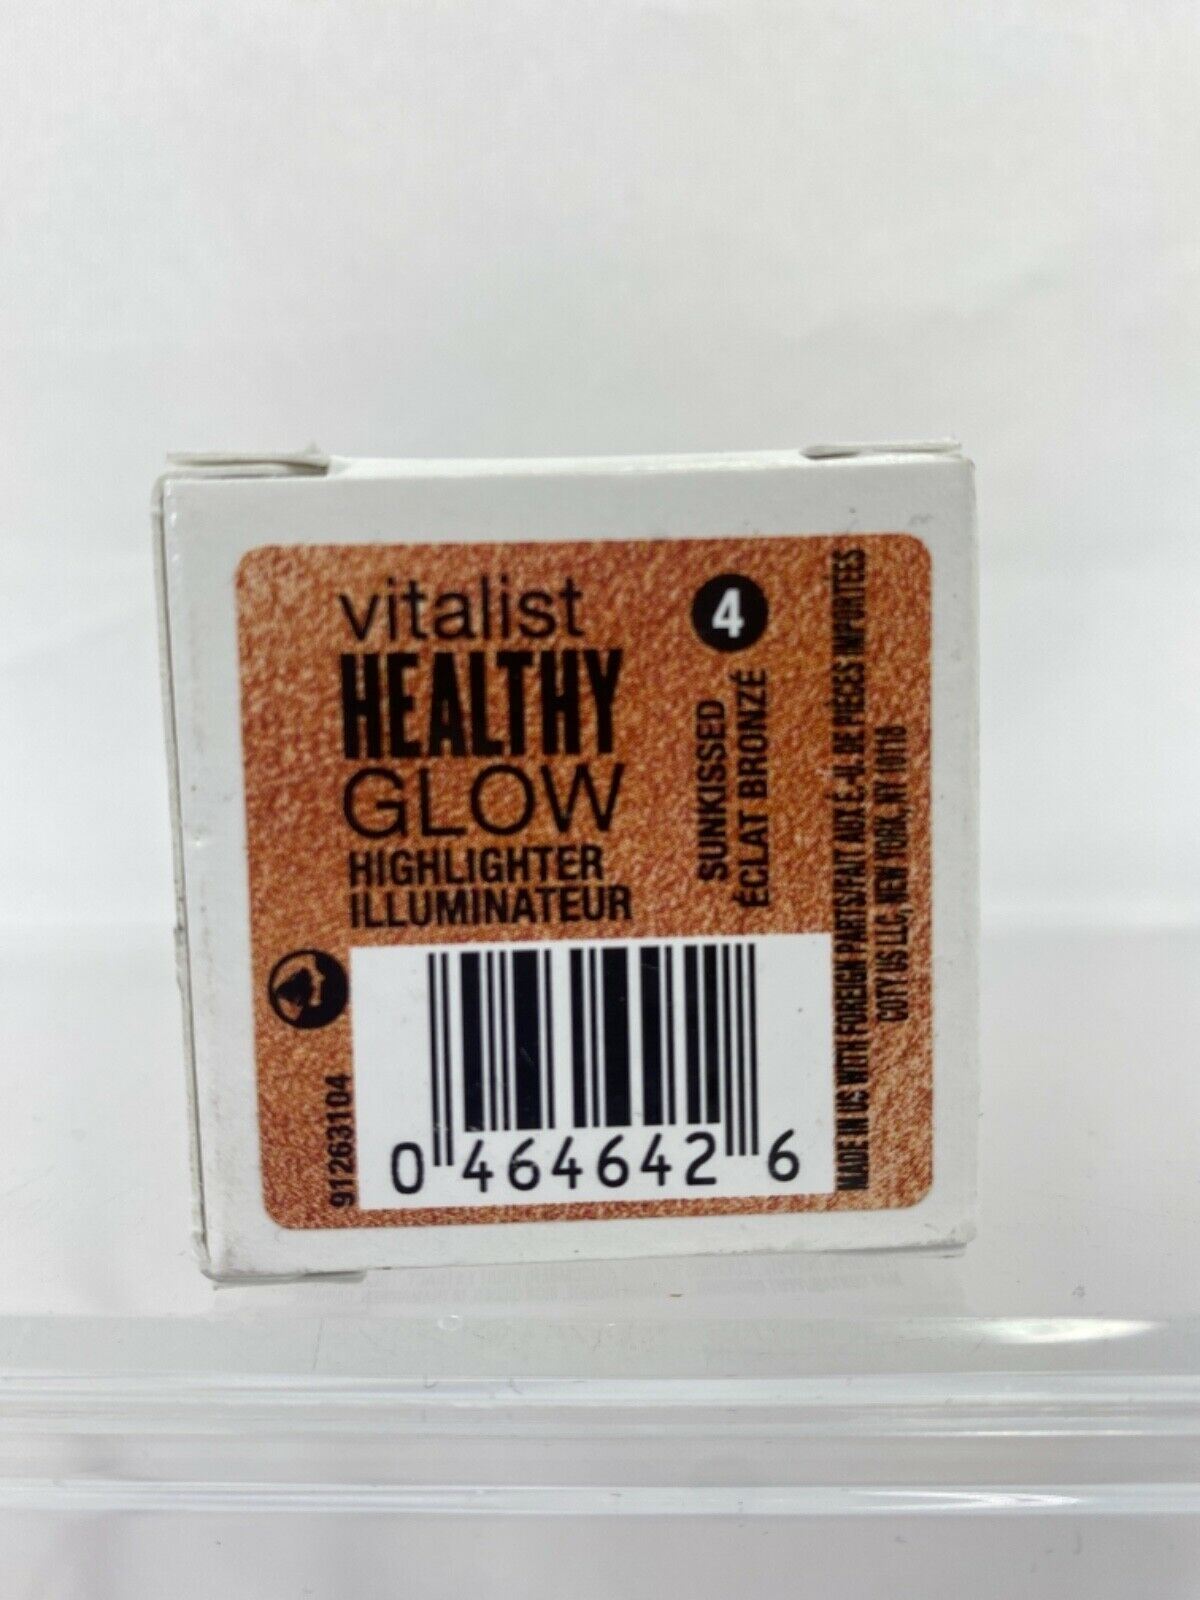 vitalist
HEALTHY
GLOW
HIGHLIGHTER
ILLUMINATEUR
4
SUNKISSED
ÉCLAT BRONZÉ
MADE IN US WITH FOREIGN PARTS/FAIT AUX É.-U. DE PIÈCES IMPORTÉES
COTY US LLC, NEW YORK, NY 10118
91263104
0 464642 6